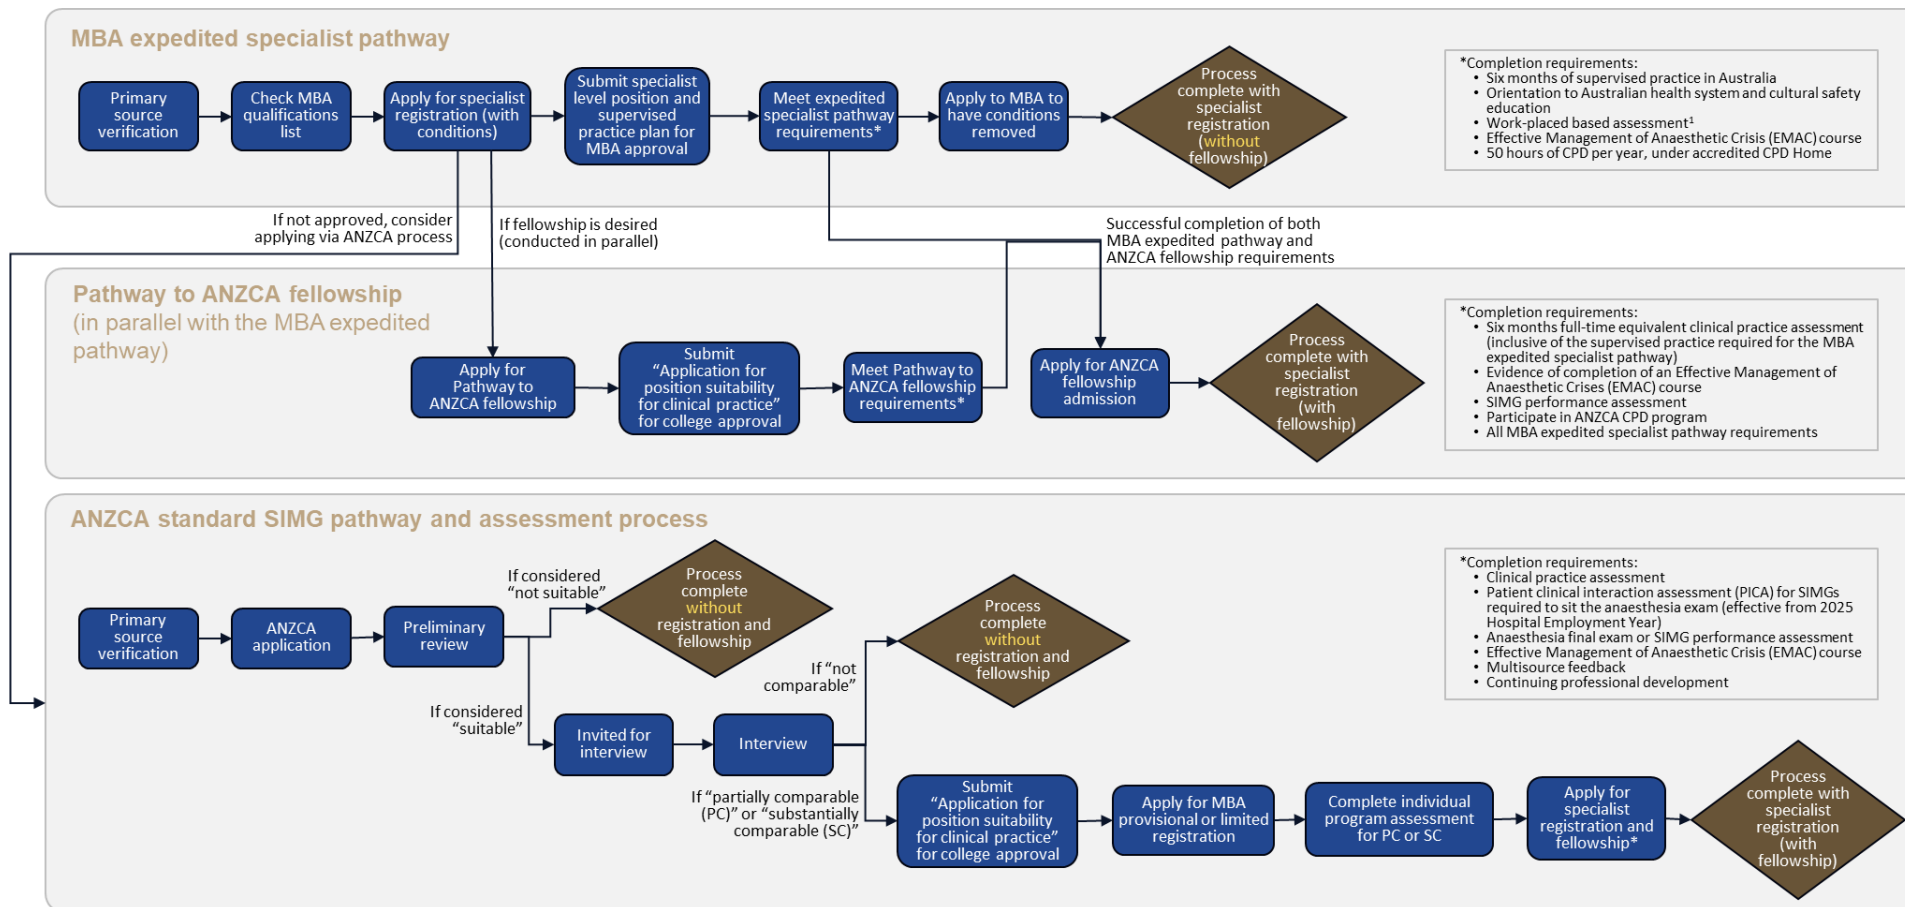 MBA expedited specialist pathway
Primary
source
verification
Check MBA
qualifications
list
Apply for specialist
registration (with
conditions)
Submit specialist
level position and
supervised
practice plan for
MBA approval
Meet expedited
specialist pathway
requirements*
Apply to MBA to
have conditions
removed
Process
complete with
specialist
registration
(without
fellowship)
*Completion requirements:
• Six months of supervised practice in Australia
• Orientation to Australian health system and cultural safety
education
• Work-placed based assessment¹
• Effective Management of Anaesthetic Crisis (EMAC) course
• 50 hours of CPD per year, under accredited CPD Home
If not approved, consider
applying via ANZCA process
If fellowship is desired
(conducted in parallel)
Successful completion of both
MBA expedited pathway and
ANZCA fellowship requirements
Pathway to ANZCA fellowship
(in parallel with the MBA expedited
pathway)
Apply for
Pathway to
ANZCA fellowship
Submit
“Application for
position suitability
for clinical practice”
for college approval
Meet Pathway to
ANZCA fellowship
requirements*
Apply for ANZCA
fellowship
admission
Process
complete with
specialist
registration
(with
fellowship)
*Completion requirements:
• Six months full-time equivalent clinical practice assessment
(inclusive of the supervised practice required for the MBA
expedited specialist pathway)
• Evidence of completion of an Effective Management of
Anaesthetic Crises (EMAC) course
• SIMG performance assessment
• Participate in ANZCA CPD program
• All MBA expedited specialist pathway requirements
ANZCA standard SIMG pathway and assessment process
Primary
source
verification
ANZCA
application
Preliminary
review
If considered
“not suitable”
Process
complete
without
registration and
fellowship
If considered
“suitable”
Invited for
interview
Interview
If “not
comparable”
Process
complete
without
registration and
fellowship
If “partially comparable
(PC)” or “substantially
comparable (SC)”
Submit
“Application for
position suitability
for clinical practice”
for college approval
Apply for MBA
provisional or limited
registration
Complete individual
program assessment
for PC or SC
Apply for
specialist
registration and
fellowship*
Process
complete with
specialist
registration
(with
fellowship)
*Completion requirements:
• Clinical practice assessment
• Patient clinical interaction assessment (PICA) for SIMGs
required to sit the anaesthesia exam (effective from 2025
Hospital Employment Year)
• Anaesthesia final exam or SIMG performance assessment
• Effective Management of Anaesthetic Crisis (EMAC) course
• Multisource feedback
• Continuing professional development